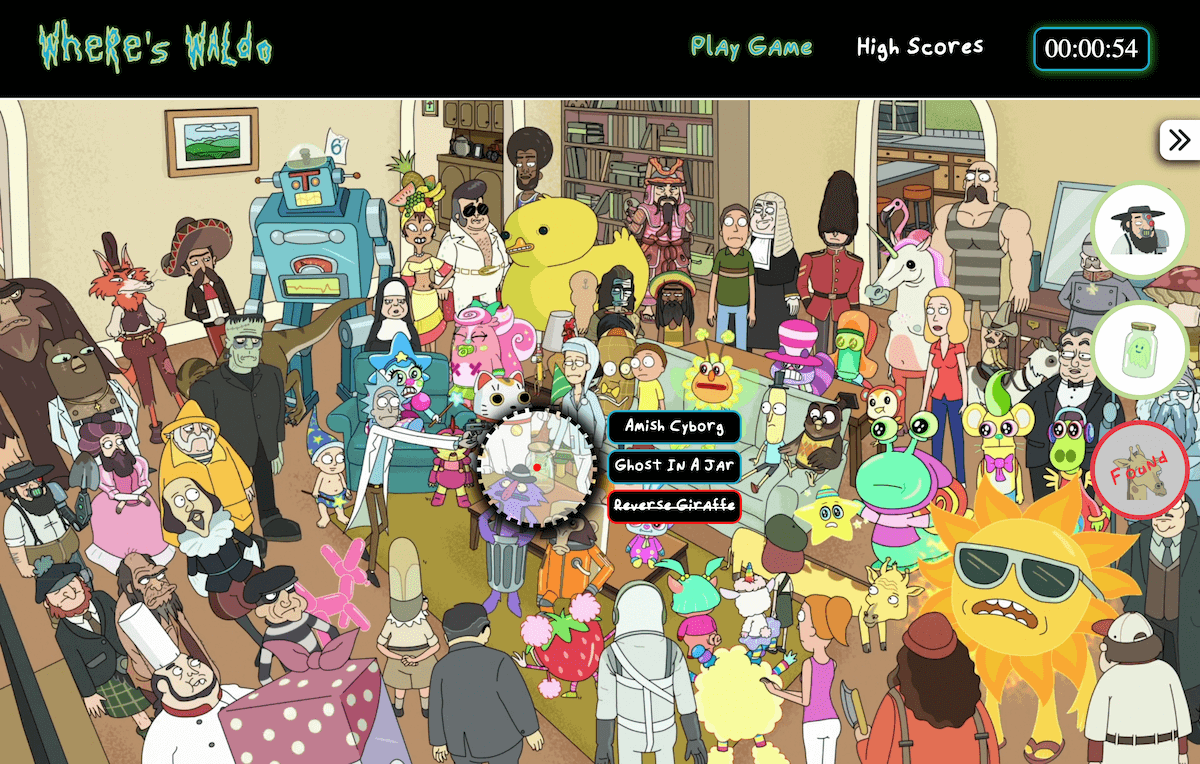 Where's Waldo
Play Game
High Scores
00:00:54
6
Amish Cyborg
Ghost In A Jar
Reverse Giraffe
Found